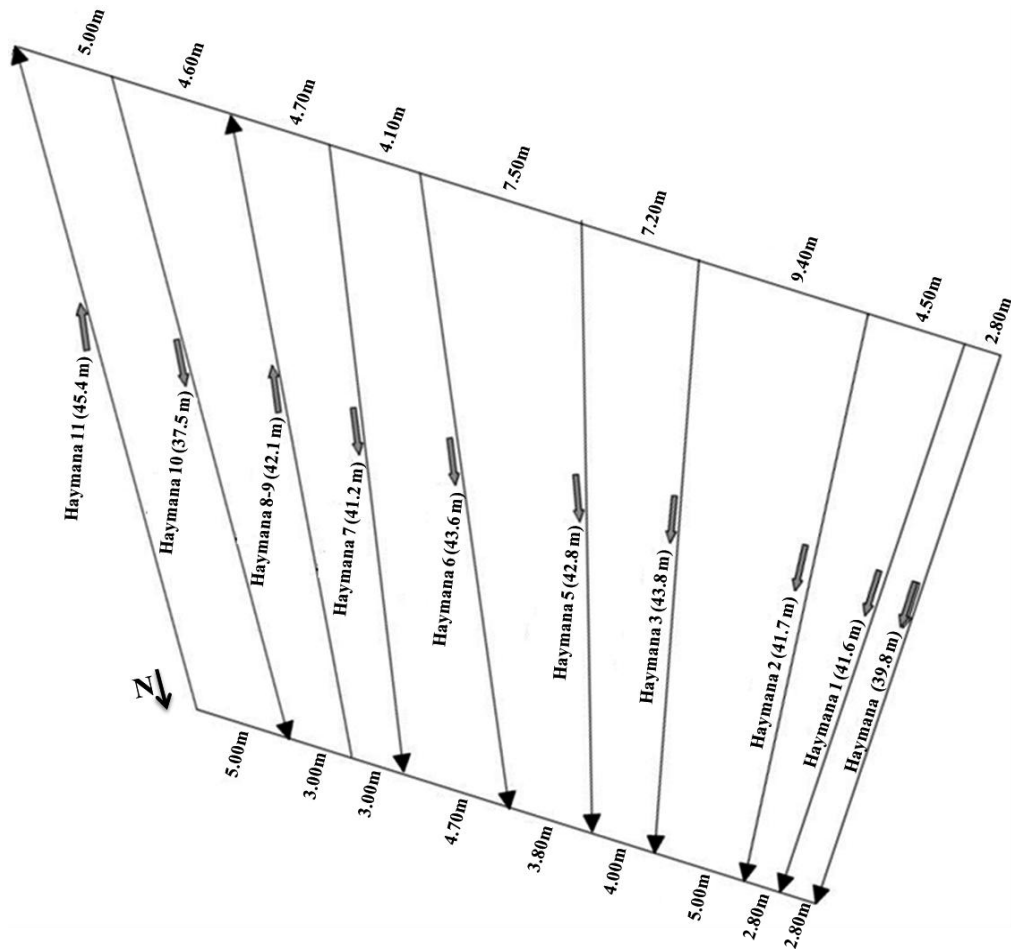 5.00m
4.60m
4.70m
4.10m
7.50m
7.20m
9.40m
4.50m
2.80m
Haymana 11 (45.4 m)
Haymana 10 (37.5 m)
Haymana 8-9 (42.1 m)
Haymana 7 (41.2 m)
Haymana 6 (43.6 m)
Haymana 5 (42.8 m)
Haymana 3 (43.8 m)
Haymana 2 (41.7 m)
Haymana 1 (41.6 m)
Haymana (39.8 m)
N
5.00m
3.00m
3.00m
4.70m
3.80m
4.00m
5.00m
2.80m
2.80m